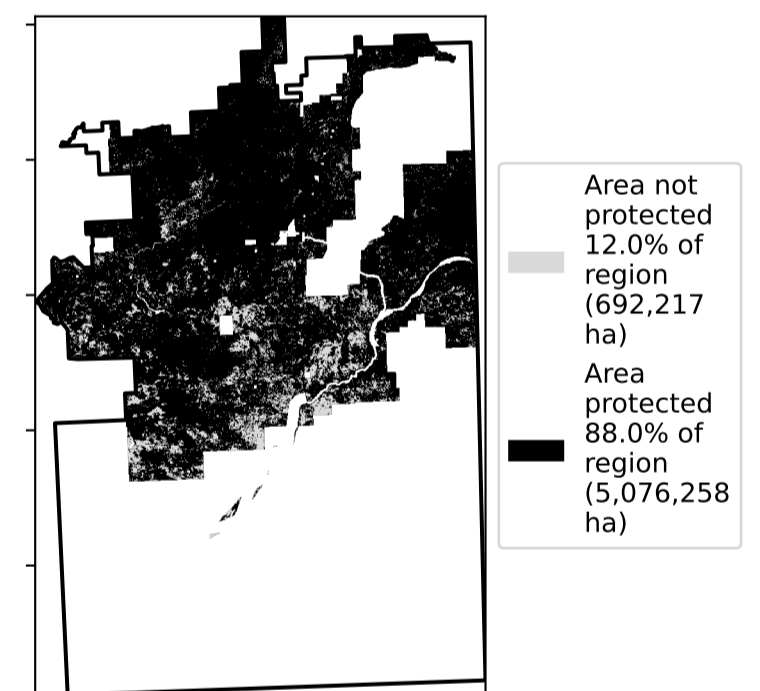 Area not
protected
12.0% of
region
(692,217
ha)
Area
protected
88.0% of
region
(5,076,258
ha)